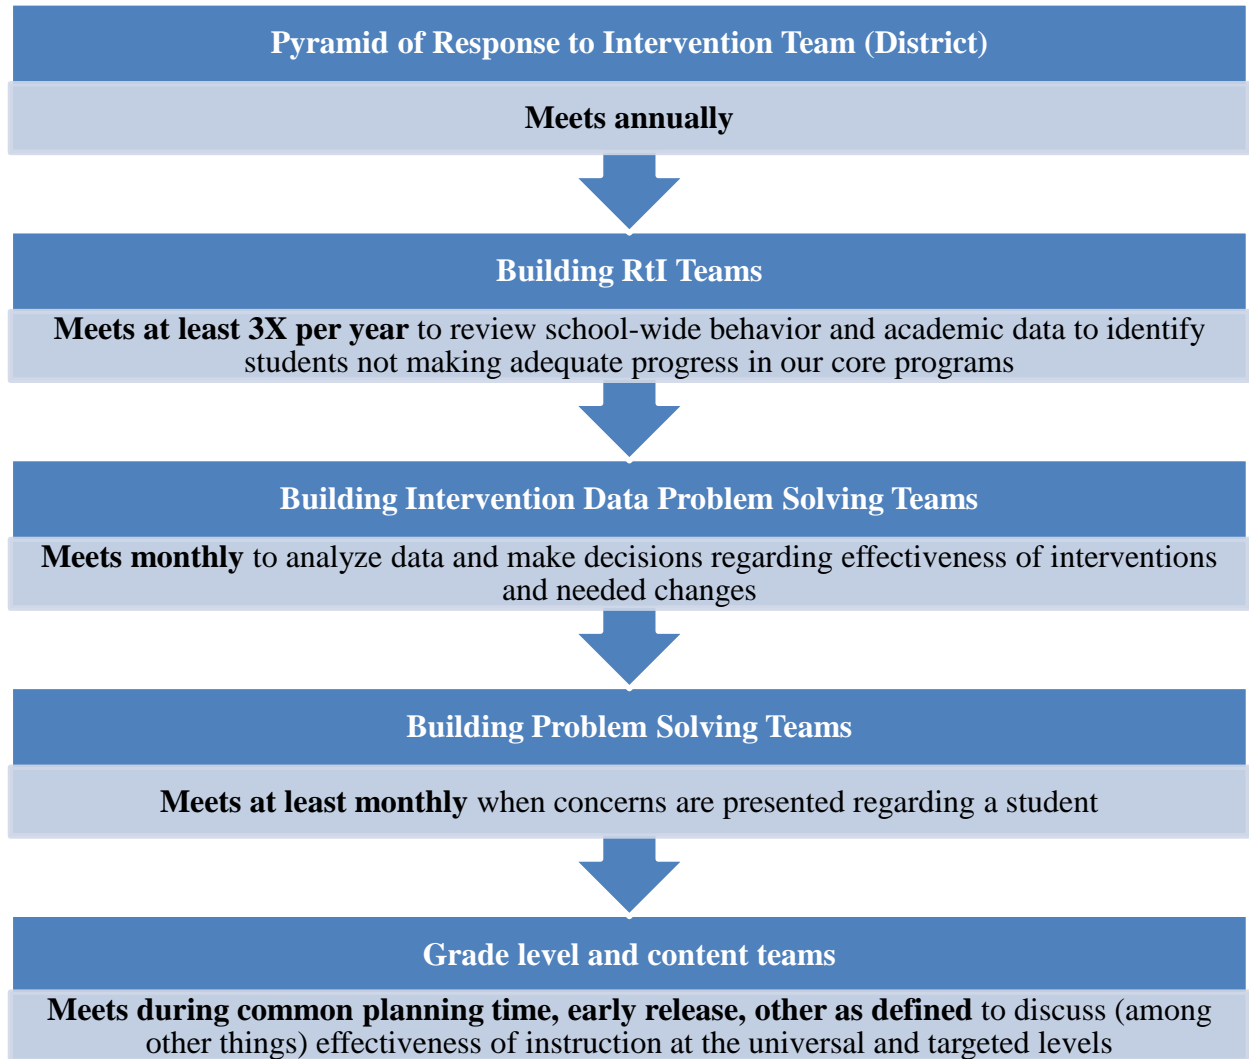 Pyramid of Response to Intervention Team (District)
Meets annually
Building RtI Teams
Meets at least 3X per year to review school-wide behavior and academic data to identify
students not making adequate progress in our core programs
Building Intervention Data Problem Solving Teams
Meets monthly to analyze data and make decisions regarding effectiveness of interventions
and needed changes
Building Problem Solving Teams
Meets at least monthly when concerns are presented regarding a student
Grade level and content teams
Meets during common planning time, early release, other as defined to discuss (among
other things) effectiveness of instruction at the universal and targeted levels